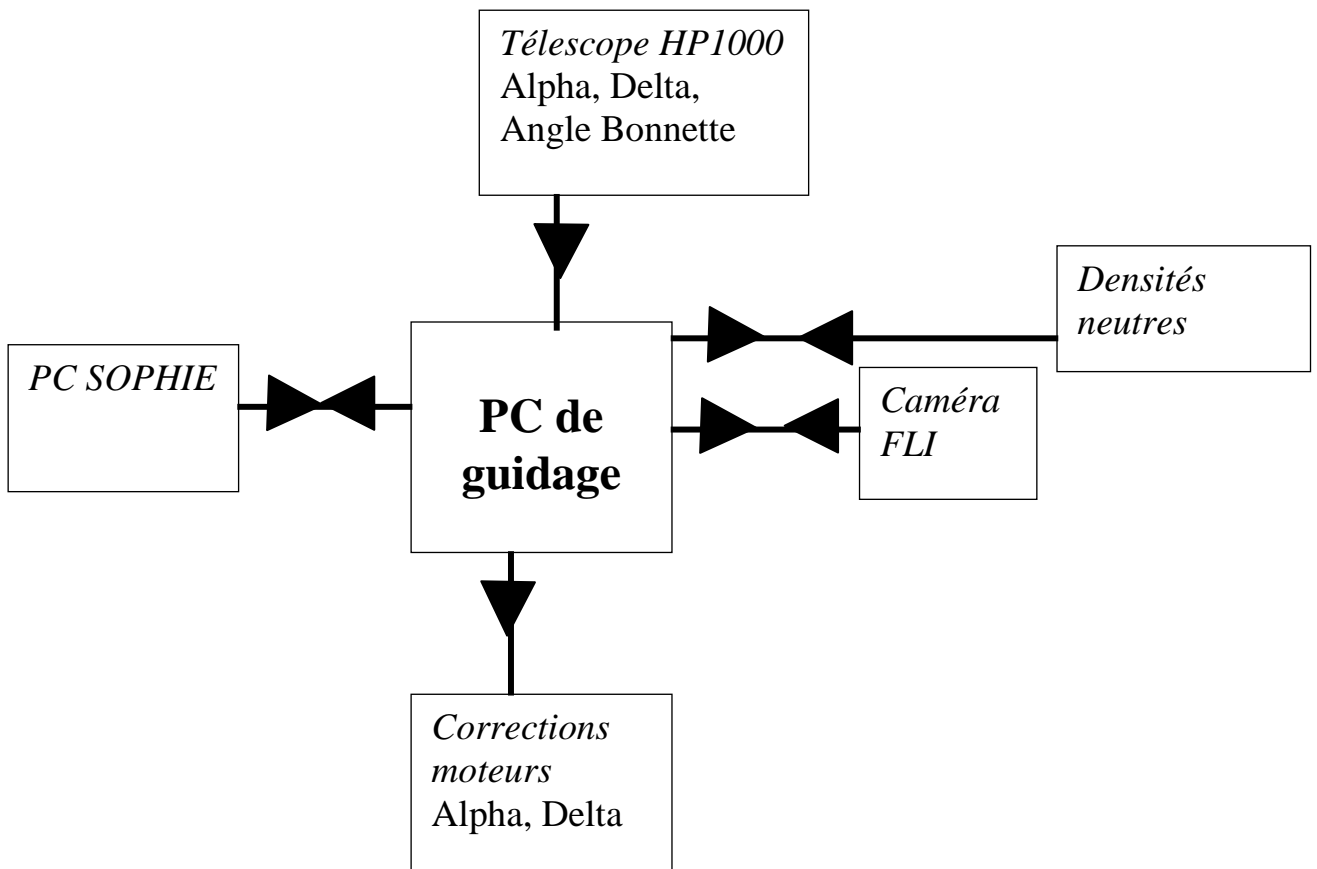 Télescope HP1000
Alpha, Delta,
Angle Bonnette
Densités
neutres
PC SOPHIE
PC de
guidage
Caméra
FLI
Corrections
moteurs
Alpha, Delta